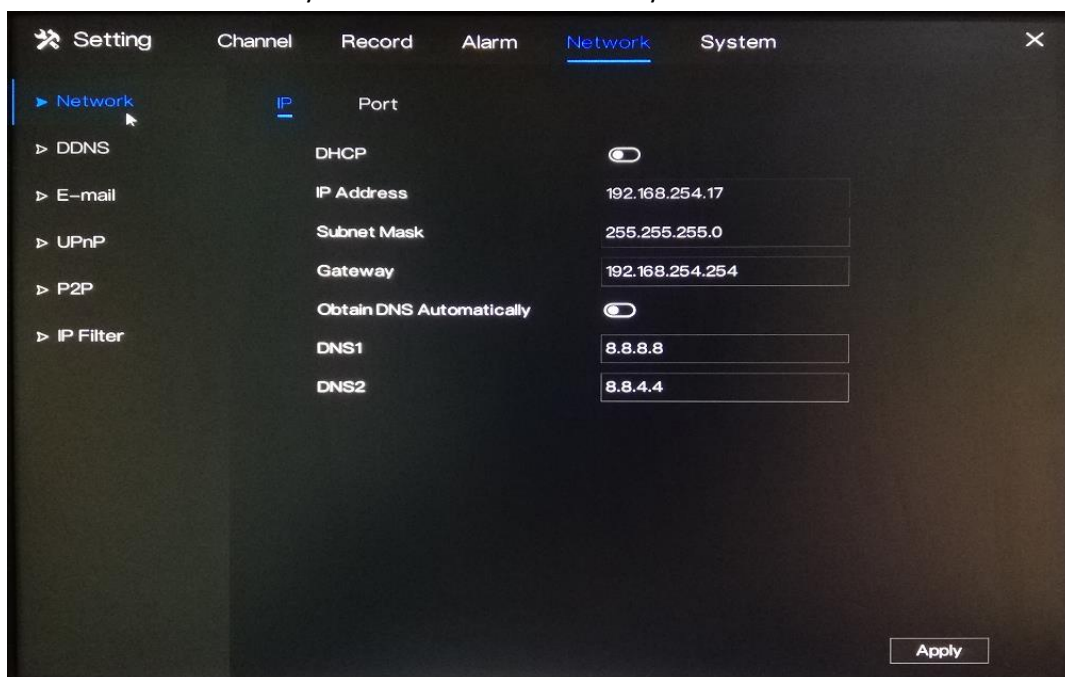 Setting Channel Record Alarm Network System
Network IP Port
DDNS DHCP
E-mail IP Address 192.168.254.17
UPnP Subnet Mask 255.255.255.0
Gateway 192.168.254.254
P2P
Obtain DNS Automatically
IP Filter DNS1 8.8.8.8
DNS2 8.8.4.4
Apply